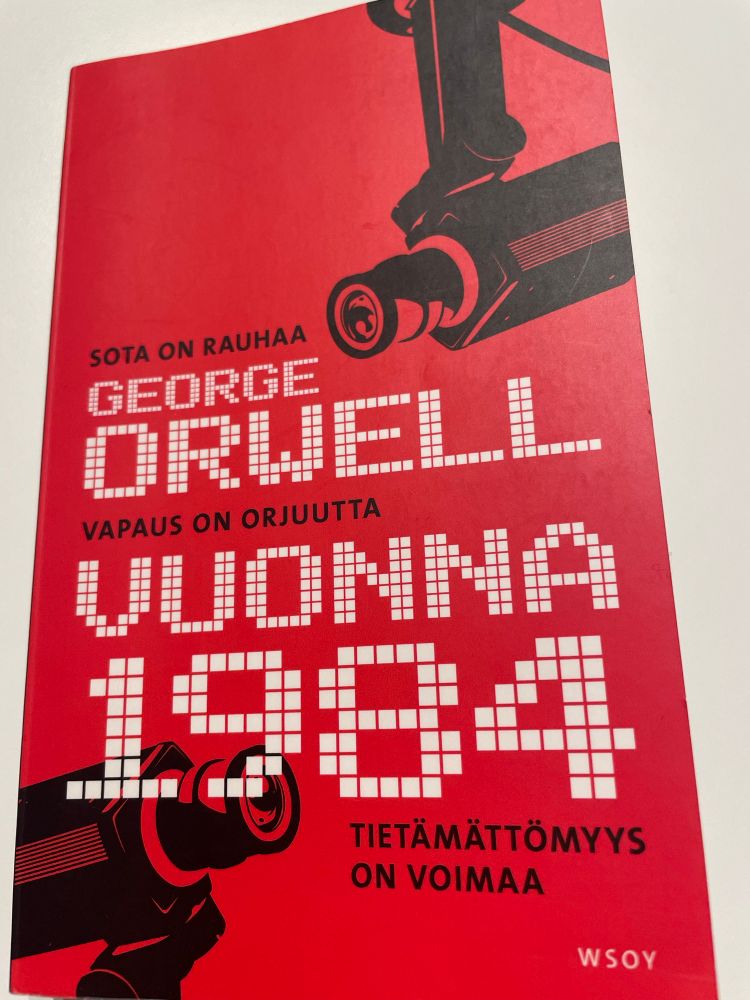 SOTA ON RAUHAA
GEORGE
ORWELL
VAPAUS ON ORJUUTTA
VUONNA
1984
TIETÄMÄTTÖMYYS
ON VOIMAA
WSOY